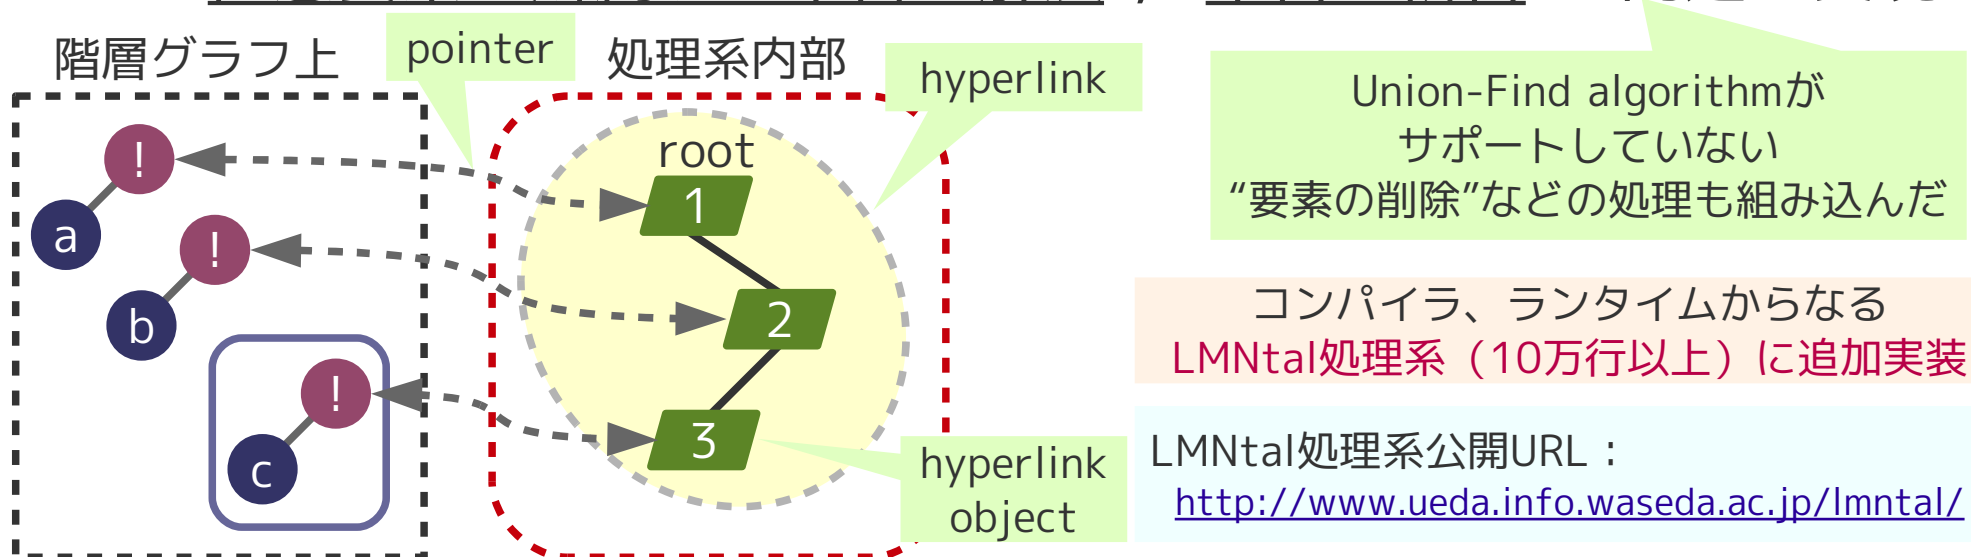 階層グラフ上
pointer
処理系内部
hyperlink
!
a
!
b
!
c
root
1
2
3
hyperlink
object
Union-Find algorithmが
サポートしていない
“要素の削除”などの処理も組み込んだ
コンパイラ、ランタイムからなる
LMNtal処理系（10万行以上）に追加実装
LMNtal処理系公開URL：
http://www.ueda.info.waseda.ac.jp/lmntal/